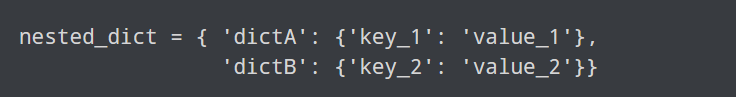 nested_dict = { 'dictA': {'key_1': 'value_1'},
                'dictB': {'key_2': 'value_2'}}